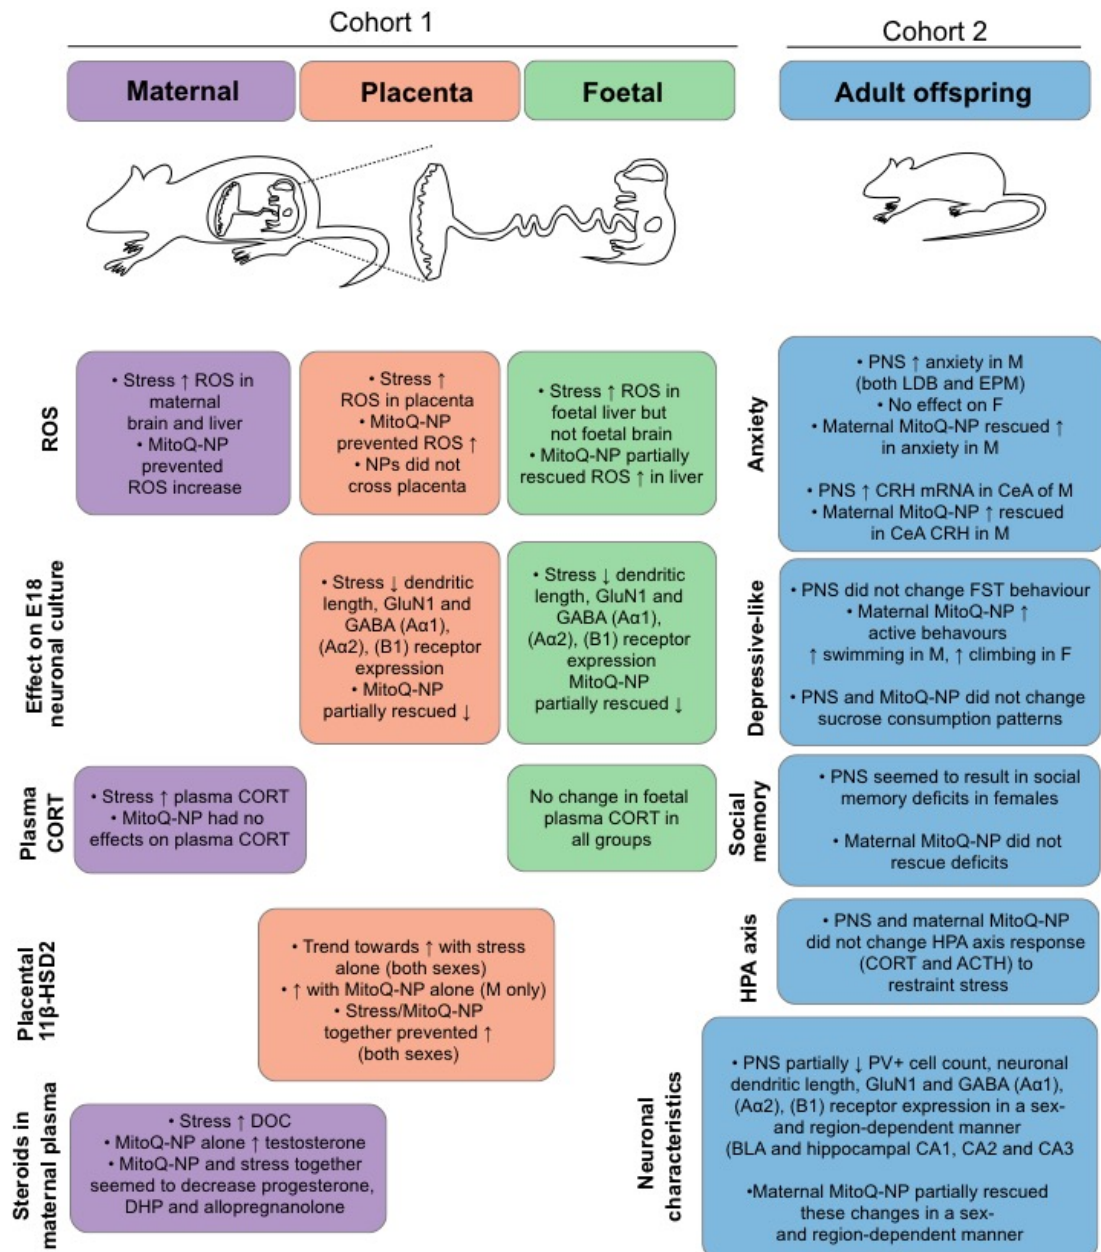 Cohort 1
Cohort 2
Maternal
Placenta
Foetal
Adult offspring
ROS
• Stress ↑ ROS in
maternal
brain and liver
• MitoQ-NP
prevented
ROS increase
• Stress ↑
ROS in placenta
• MitoQ-NP
prevented ROS ↑
• NPs did not
cross placenta
• Stress ↑ ROS in
foetal liver but
not foetal brain
• MitoQ-NP partially
rescued ROS ↑ in liver
Anxiety
• PNS ↑ anxiety in M
(both LDB and EPM)
• No effect on F
• Maternal MitoQ-NP rescued ↑
in anxiety in M
• PNS ↑ CRH mRNA in CeA of M
• Maternal MitoQ-NP ↑ rescued
in CeA CRH in M
Effect on E18
neuronal culture
• Stress ↓ dendritic
length, GluN1 and
GABA (Aα1),
(Aα2), (B1) receptor
expression
• MitoQ-NP
partially rescued ↓
• Stress ↓ dendritic
length, GluN1 and
GABA (Aα1),
(Aα2), (B1) receptor
expression
MitoQ-NP
partially rescued ↓
Depressive-like
• PNS did not change FST behaviour
• Maternal MitoQ-NP ↑
active behavours
↑ swimming in M, ↑ climbing in F
• PNS and MitoQ-NP did not change
sucrose consumption patterns
Plasma
CORT
• Stress ↑ plasma CORT
• MitoQ-NP had no
effects on plasma CORT
No change in foetal
plasma CORT in
all groups
Social
memory
• PNS seemed to result in social
memory deficits in females
• Maternal MitoQ-NP did not
rescue deficits
Placental
11β-HSD2
• Trend towards ↑ with stress
alone (both sexes)
• ↑ with MitoQ-NP alone (M only)
• Stress/MitoQ-NP
together prevented ↑
(both sexes)
HPA axis
• PNS and maternal MitoQ-NP
did not change HPA axis response
(CORT and ACTH) to
restraint stress
Steroids in
maternal plasma
• Stress ↑ DOC
• MitoQ-NP alone ↑ testosterone
• MitoQ-NP and stress together
seemed to decrease progesterone,
DHP and allopregnanolone
Neuronal
characteristics
• PNS partially ↓ PV+ cell count, neuronal
dendritic length, GluN1 and GABA (Aα1),
(Aα2), (B1) receptor expression in a sex-
and region-dependent manner
(BLA and hippocampal CA1, CA2 and CA3
•Maternal MitoQ-NP partially rescued
these changes in a sex-
and region-dependent manner